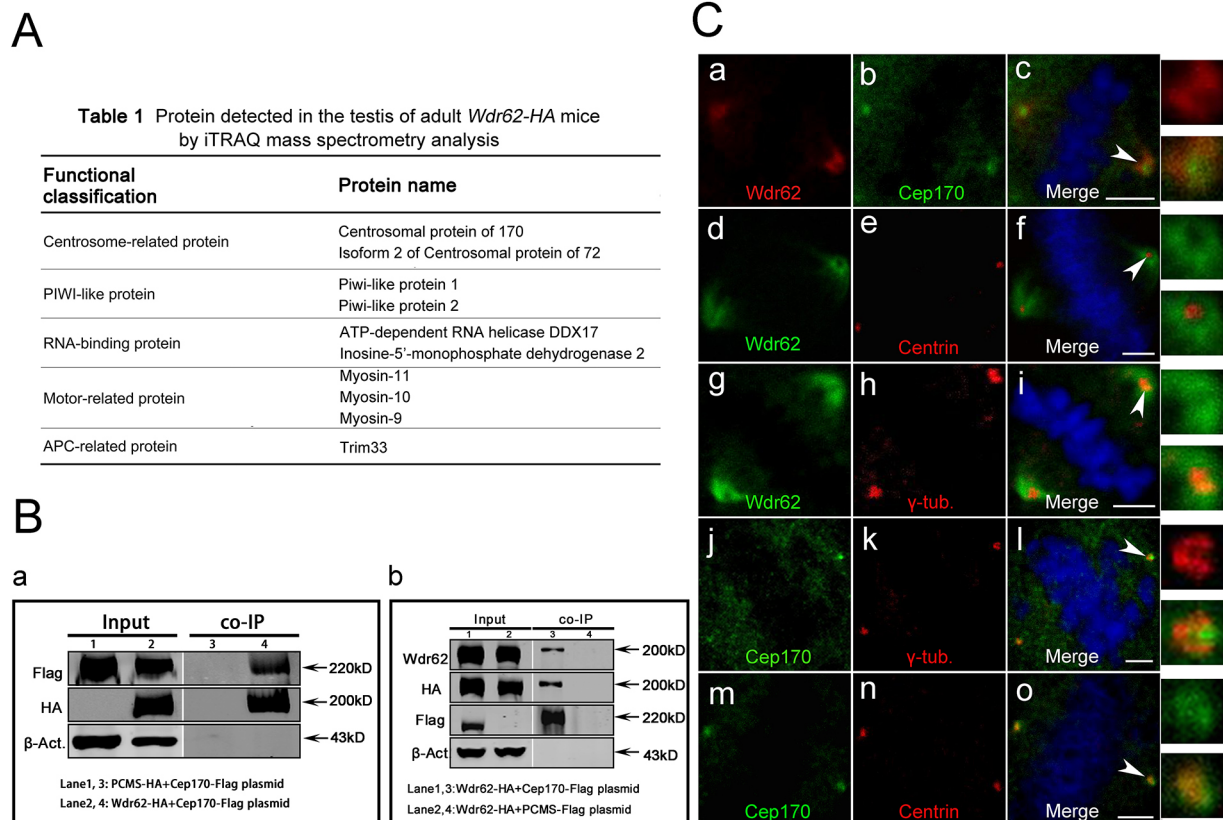 A
Table 1 Protein detected in the testis of adult Wdr62-HA mice
by iTRAQ mass spectrometry analysis
Functional
classification
Protein name
Centrosome-related protein
Centrosomal protein of 170
Isoform 2 of Centrosomal protein of 72
PIWI-like protein
Piwi-like protein 1
Piwi-like protein 2
RNA-binding protein
ATP-dependent RNA helicase DDX17
Inosine-5'-monophosphate dehydrogenase 2
Motor-related protein
Myosin-11
Myosin-10
Myosin-9
APC-related protein
Trim33
B
a
Input co-IP
1 2 3 4
Flag 220kD
HA 200kD
β-Act. 43kD
Lane1, 3: PCMS-HA+Cep170-Flag plasmid
Lane2, 4: Wdr62-HA+Cep170-Flag plasmid
b
Input co-IP
1 2 3 4
Wdr62 200kD
HA 200kD
Flag 220kD
β-Act 43kD
Lane1,3:Wdr62-HA+Cep170-Flag plasmid
Lane2,4:Wdr62-HA+PCMS-Flag plasmid
C
a b c
Wdr62 Cep170 Merge
d e f
Wdr62 Centrin Merge
g h i
Wdr62 γ-tub. Merge
j k l
Cep170 γ-tub. Merge
m n o
Cep170 Centrin Merge